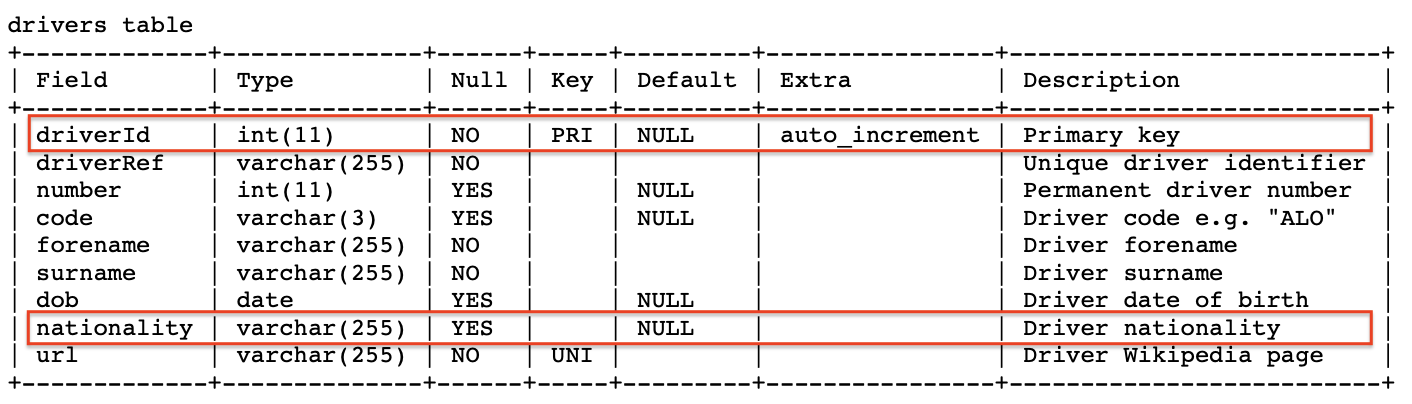 drivers table
+-------------+--------------+------+-----+---------+----------------+---------------------------+
| Field       | Type         | Null | Key | Default | Extra          | Description               |
+-------------+--------------+------+-----+---------+----------------+---------------------------+
| driverId    | int(11)      | NO   | PRI | NULL    | auto_increment | Primary key               |
| driverRef   | varchar(255) | NO   |     |         |                | Unique driver identifier  |
| number      | int(11)      | YES  |     | NULL    |                | Permanent driver number   |
| code        | varchar(3)   | YES  |     | NULL    |                | Driver code e.g. "ALO"    |
| forename    | varchar(255) | NO   |     |         |                | Driver forename           |
| surname     | varchar(255) | NO   |     |         |                | Driver surname            |
| dob         | date         | YES  |     | NULL    |                | Driver date of birth      |
| nationality | varchar(255) | YES  |     | NULL    |                | Driver nationality        |
| url         | varchar(255) | NO   | UNI |         |                | Driver Wikipedia page     |
+-------------+--------------+------+-----+---------+----------------+---------------------------+